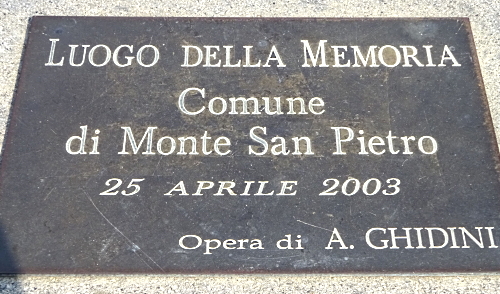 LUOGO DELLA MEMORIA
Comune
di Monte San Pietro
25 APRILE 2003
Opera di A. GHIDINI